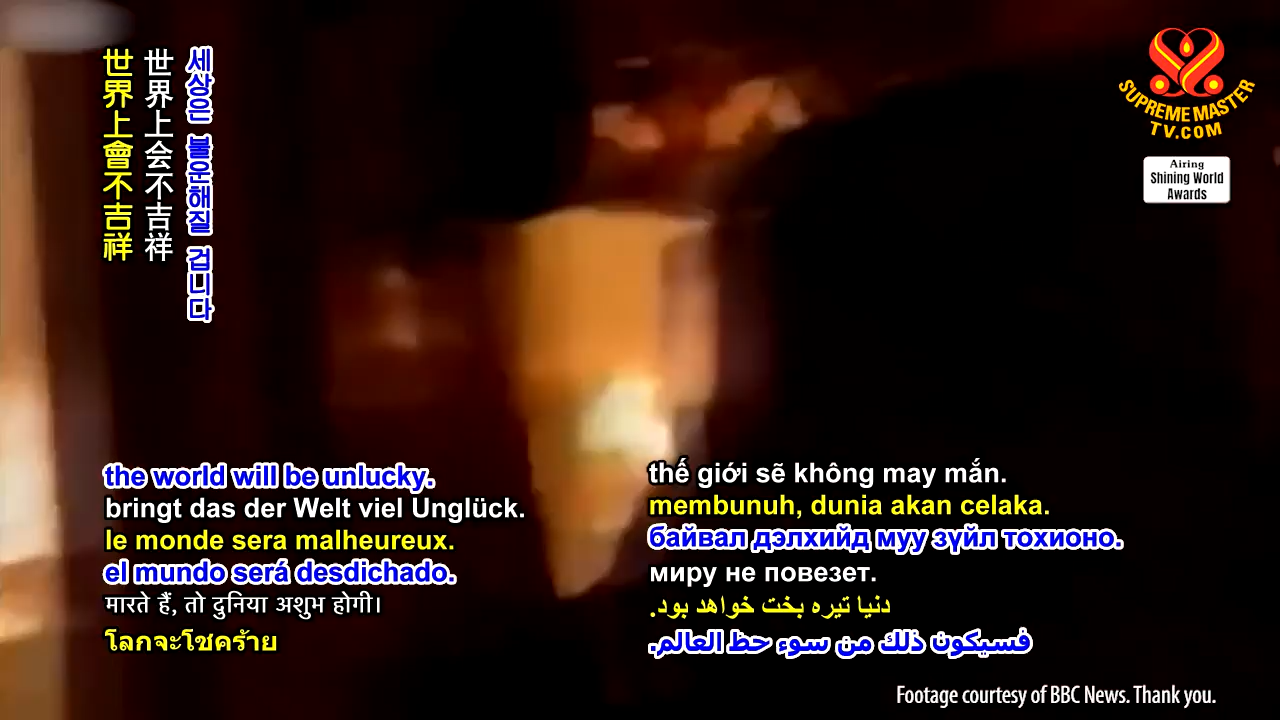 世界上會不吉祥
世界上会不吉祥
세상은 불운해질 겁니다
SUPREME MASTER
TV.COM
Airing
Shining World
Awards
the world will be unlucky.
bringt das der Welt viel Unglück.
le monde sera malheureux.
el mundo será desdichado.
मारते हैं, तो दुनिया अशुभ होगी।
โลกจะโชคร้าย
thế giới sẽ không may mắn.
membunuh, dunia akan celaka.
байвал дэлхийд муу зүйл тохионо.
миру не повезет.
دنیا تیره بخت خواهد بود.
فسيكون ذلك من سوء حظ العالم.
Footage courtesy of BBC News. Thank you.